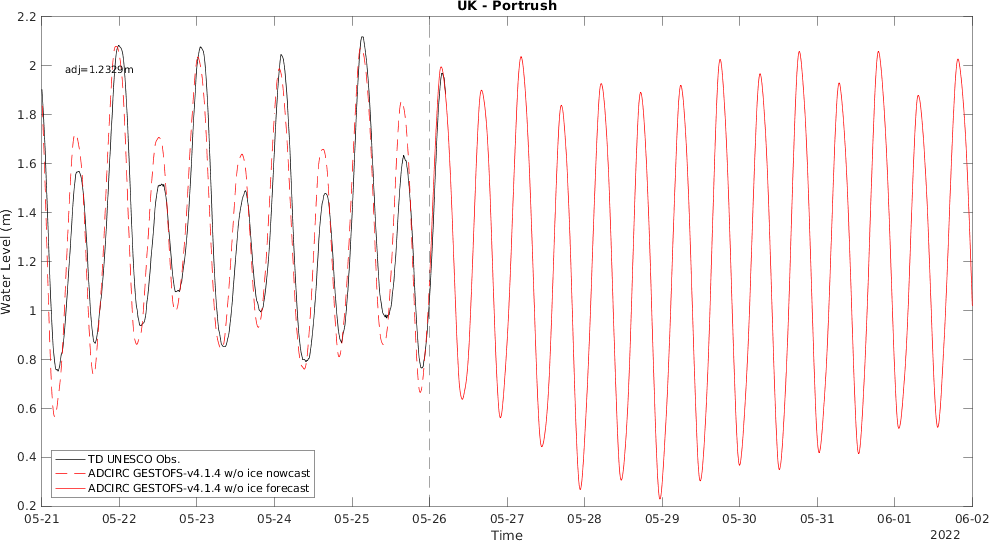 UK - Portrush
2.2
2
1.8
1.6
1.4
1.2
1
0.8
0.6
0.4
0.2
Water Level (m)
adj=1.2329m
TD UNESCO Obs.
ADCIRC GESTOFS-v4.1.4 w/o ice nowcast
ADCIRC GESTOFS-v4.1.4 w/o ice forecast
05-21 05-22 05-23 05-24 05-25 05-26 05-27 05-28 05-29 05-30 05-31 06-01 06-02
Time
2022